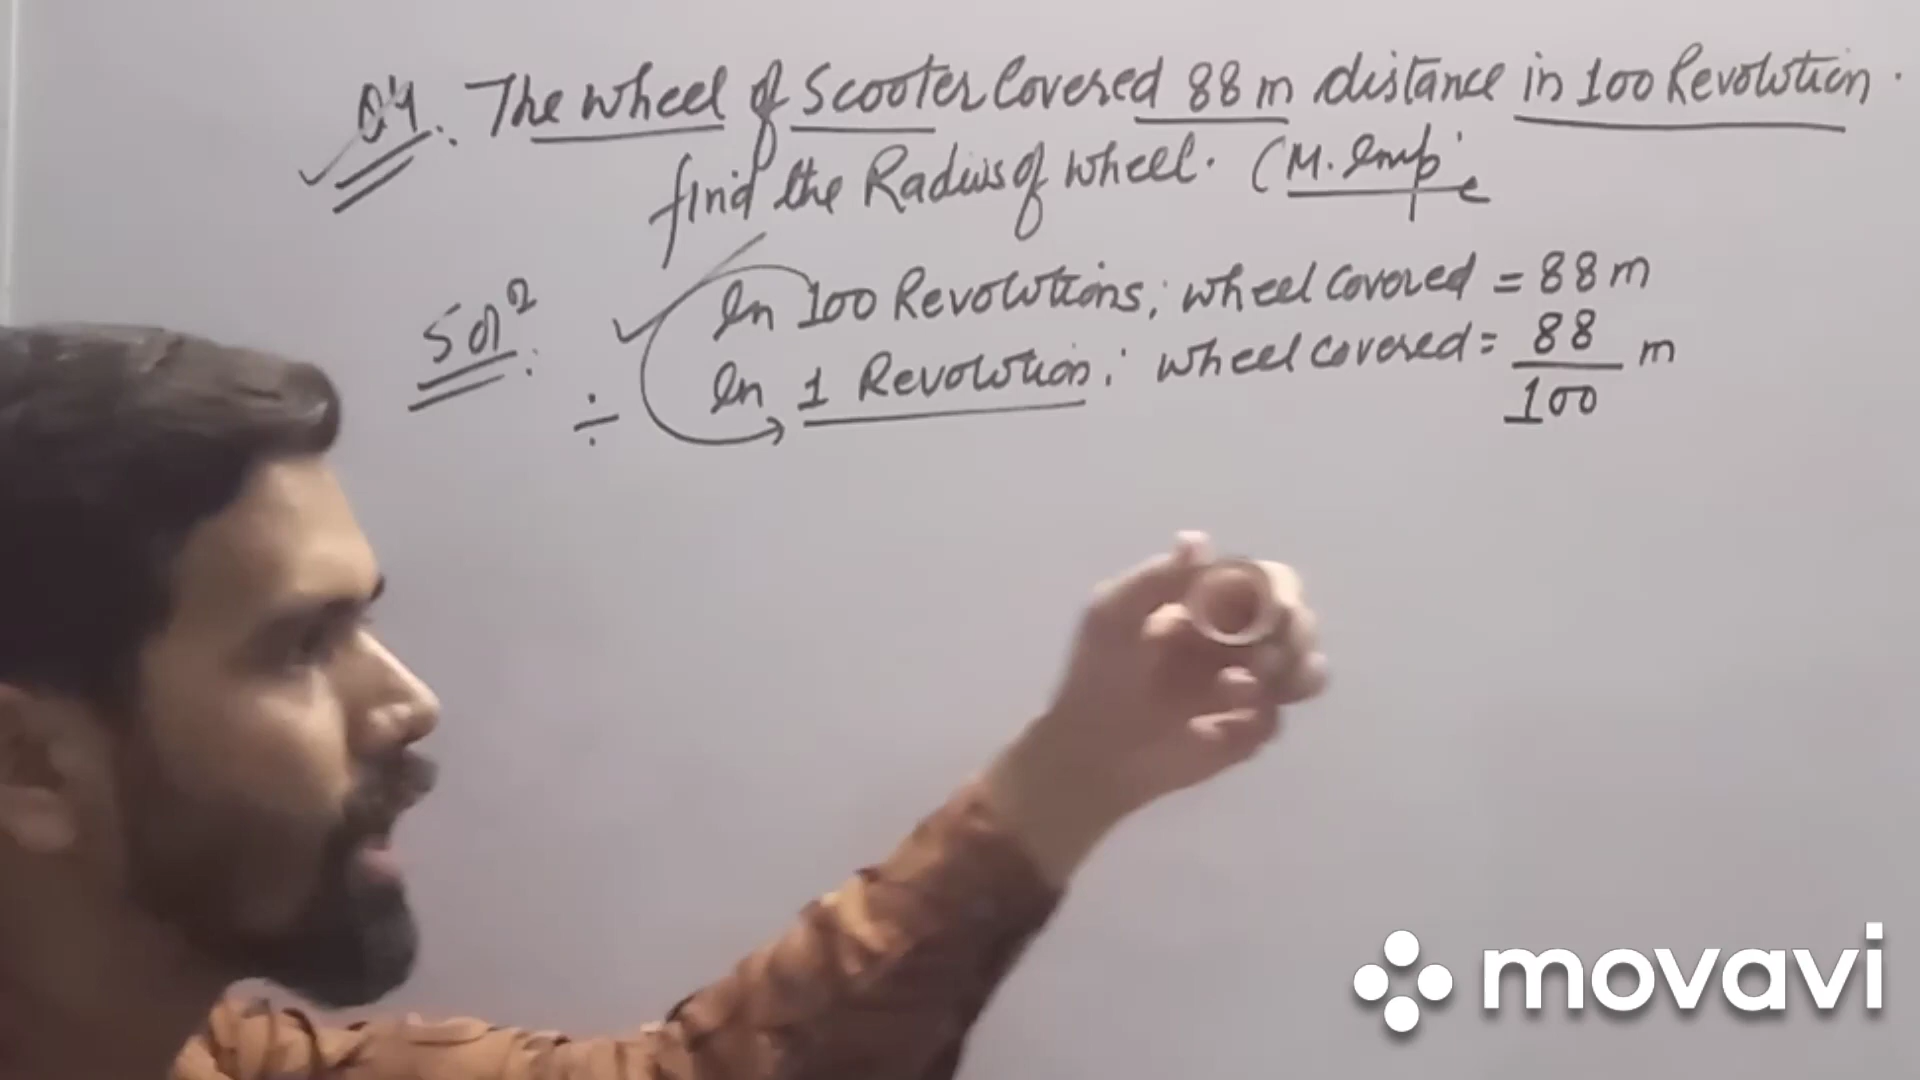 Q4. The wheel of Scooter Covered 88 m distance in 100 Revolution.
find the Radius of wheel. (M. Imp.
Solⁿ:
In 100 Revolutions; wheel covered = 88 m
÷ In 1 Revolution; wheel covered = 88/100 m
movavi